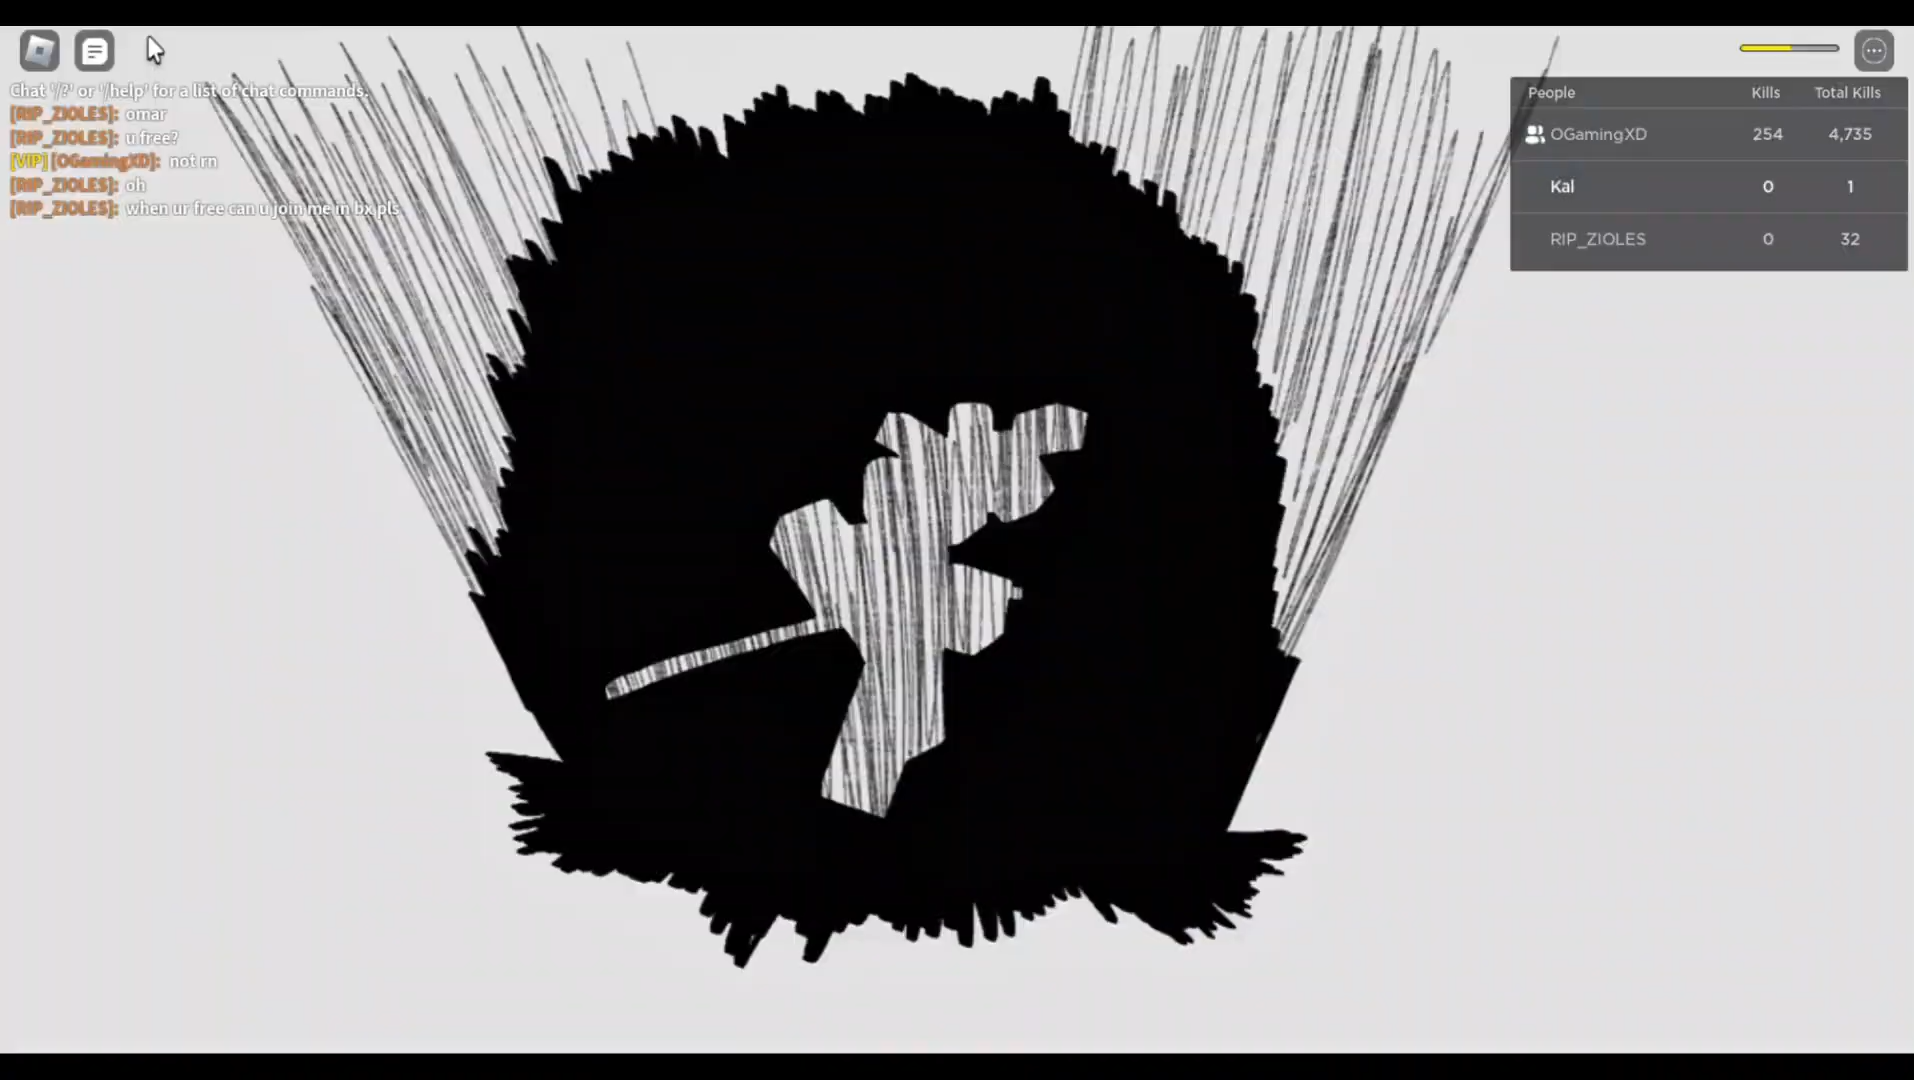 Chat '/?' or '/help' for a list of chat commands.
[RIP_ZIOLES]: omar
[RIP_ZIOLES]: u free?
[VIP] [OGamingXD]: not rn
[RIP_ZIOLES]: oh
[RIP_ZIOLES]: when ur free can u join me in bx pls
People Kills Total Kills
OGamingXD 254 4,735
Kal 0 1
RIP_ZIOLES 0 32